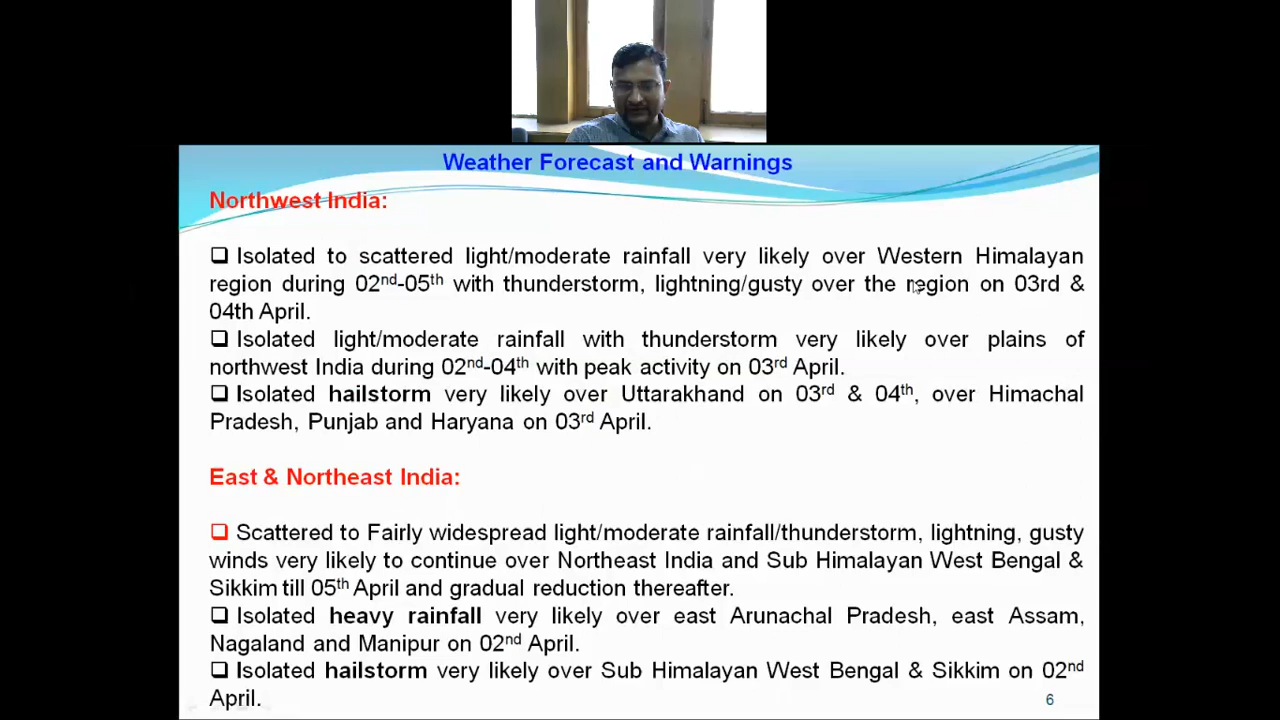 Weather Forecast and Warnings
Northwest India:
❑ Isolated to scattered light/moderate rainfall very likely over Western Himalayan
region during 02nd-05th with thunderstorm, lightning/gusty over the region on 03rd &
04th April.
❑ Isolated light/moderate rainfall with thunderstorm very likely over plains of
northwest India during 02nd-04th with peak activity on 03rd April.
❑ Isolated hailstorm very likely over Uttarakhand on 03rd & 04th, over Himachal
Pradesh, Punjab and Haryana on 03rd April.
East & Northeast India:
❑ Scattered to Fairly widespread light/moderate rainfall/thunderstorm, lightning, gusty
winds very likely to continue over Northeast India and Sub Himalayan West Bengal &
Sikkim till 05th April and gradual reduction thereafter.
❑ Isolated heavy rainfall very likely over east Arunachal Pradesh, east Assam,
Nagaland and Manipur on 02nd April.
❑ Isolated hailstorm very likely over Sub Himalayan West Bengal & Sikkim on 02nd
April.
6